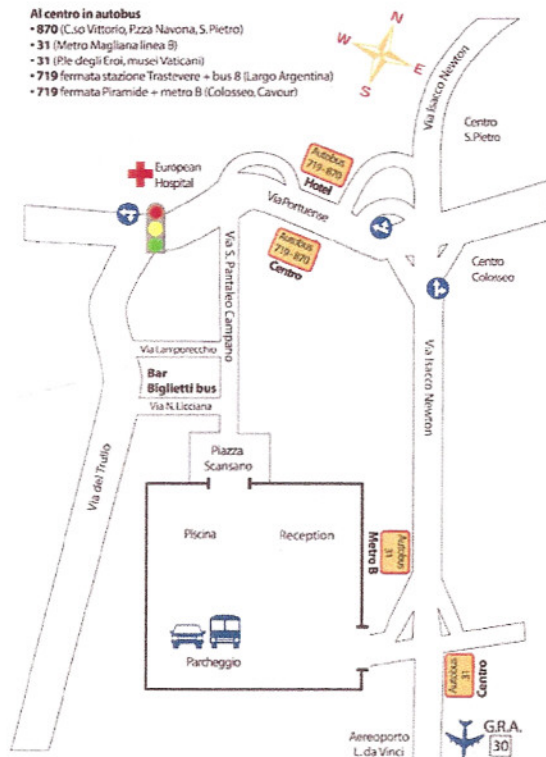 Al centro in autobus
• 870 (C.so Vittorio, P.zza Navona, S. Pietro)
• 31 (Metro Magliana linea B)
• 31 (P.le degli Eroi, musei Vaticani)
• 719 fermata stazione Trastevere + bus 8 (Largo Argentina)
• 719 fermata Piramide + metro B (Colosseo, Cavour)
N
W
E
S
Via Isacco Newton
Centro
S.Pietro
European
Hospital
Autobus
719-870
Hotel
Via Portuense
Autobus
719-870
Centro
Centro
Colosseo
Via S. Pantaleo Campano
Via Lamporecchio
Bar
Biglietti bus
Via N. Licciana
Via Isacco Newton
Via del Trullo
Piazza
Scansano
Piscina
Reception
Metro B
Autobus
31
Parcheggio
Autobus
31
Centro
Aereoporto
L. da Vinci
G.R.A.
30